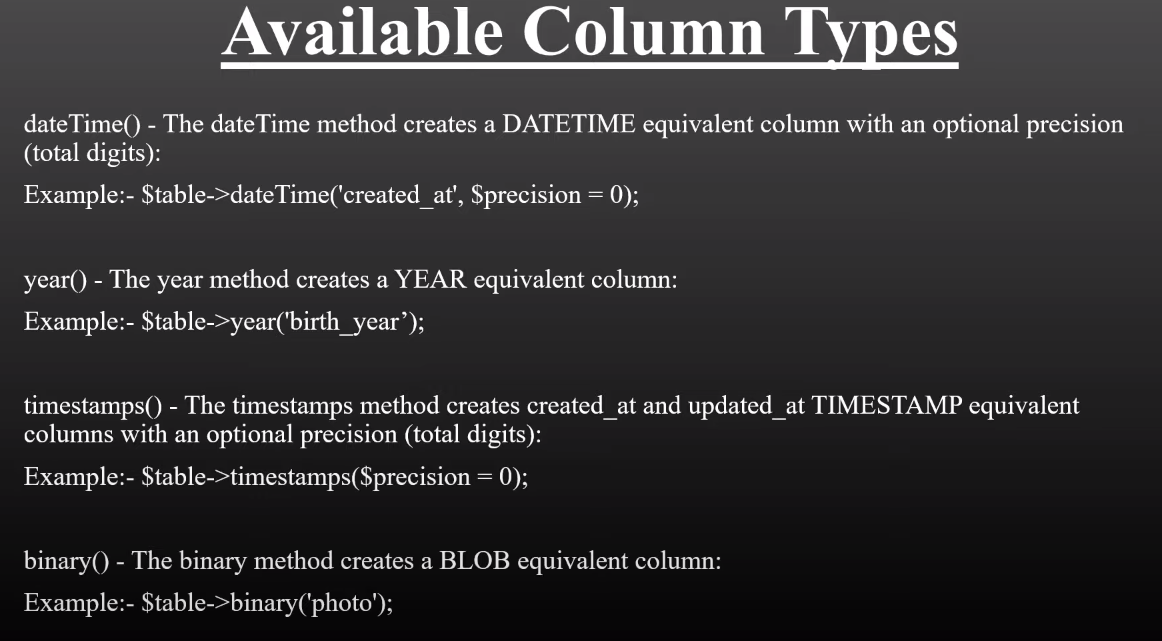 Available Column Types
dateTime() - The dateTime method creates a DATETIME equivalent column with an optional precision
(total digits):
Example:- $table->dateTime('created_at', $precision = 0);
year() - The year method creates a YEAR equivalent column:
Example:- $table->year('birth_year’);
timestamps() - The timestamps method creates created_at and updated_at TIMESTAMP equivalent
columns with an optional precision (total digits):
Example:- $table->timestamps($precision = 0);
binary() - The binary method creates a BLOB equivalent column:
Example:- $table->binary('photo');